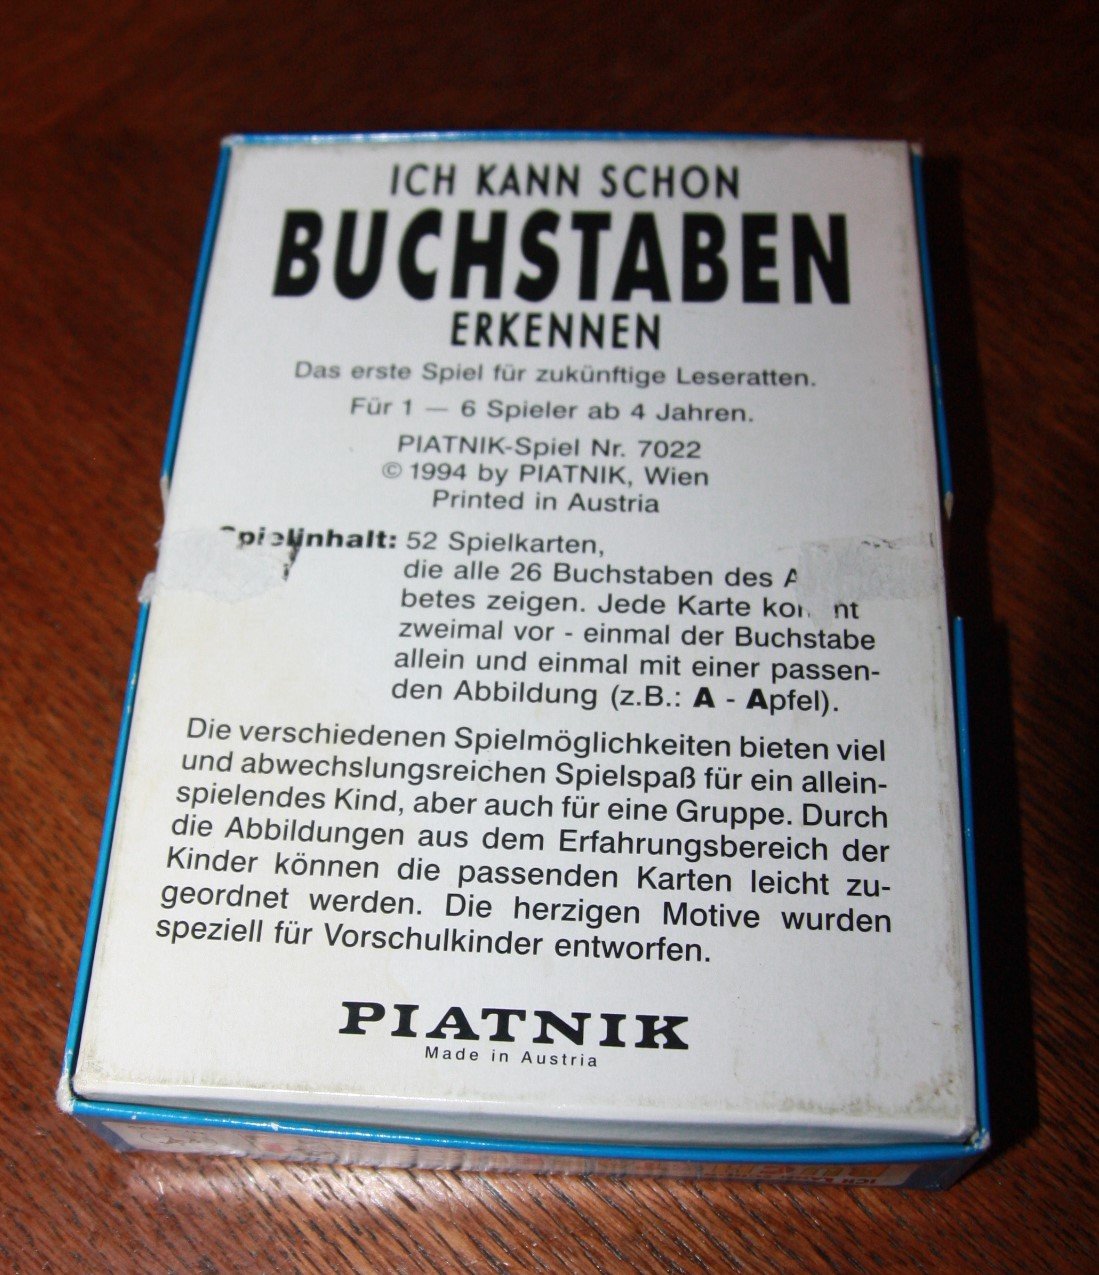 ICH KANN SCHON
BUCHSTABEN
ERKENNEN
Das erste Spiel für zukünftige Leseratten.
Für 1 — 6 Spieler ab 4 Jahren.
PIATNIK-Spiel Nr. 7022
© 1994 by PIATNIK, Wien
Printed in Austria
Spielinhalt: 52 Spielkarten,
die alle 26 Buchstaben des
betes zeigen. Jede Karte kommt
zweimal vor - einmal der Buchstabe
allein und einmal mit einer passen-
den Abbildung (z.B.: A - Apfel).
Die verschiedenen Spielmöglichkeiten bieten viel
und abwechslungsreichen Spielspaß für ein allein-
spielendes Kind, aber auch für eine Gruppe. Durch
die Abbildungen aus dem Erfahrungsbereich der
Kinder können die passenden Karten leicht zu-
geordnet werden. Die herzigen Motive wurden
speziell für Vorschulkinder entworfen.
PIATNIK
Made in Austria